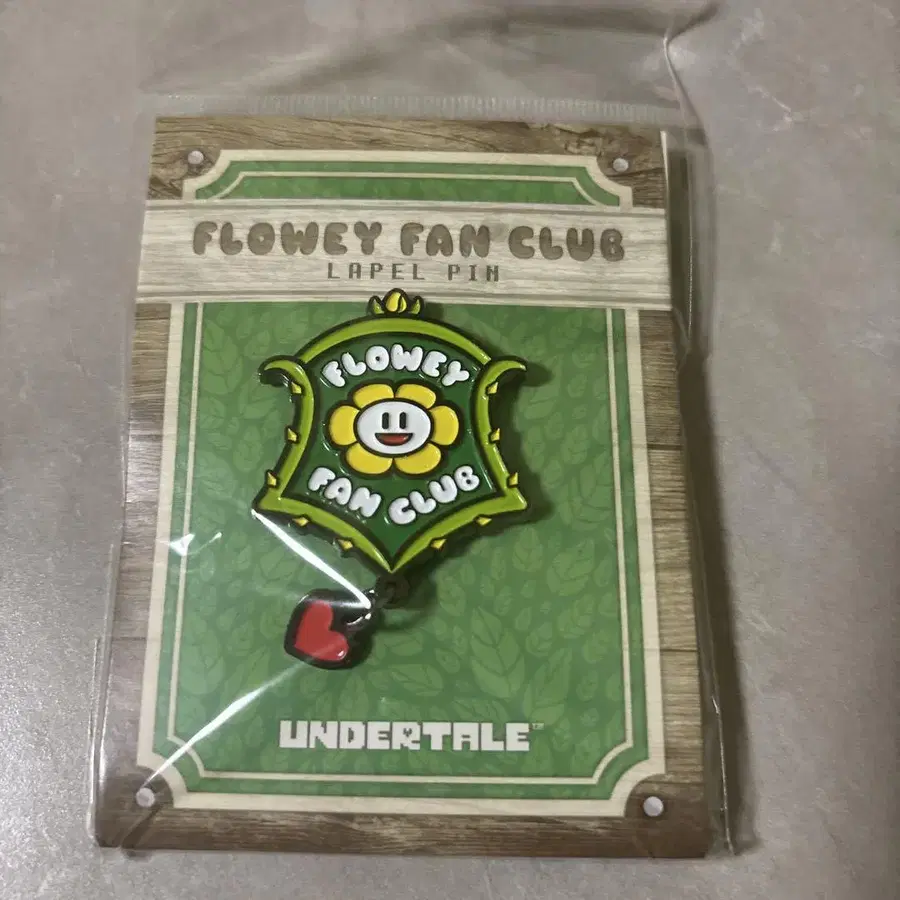 FLOWEY FAN CLUB
LAPEL PIN
FLOWEY
FAN CLUB
UNDERTALE™